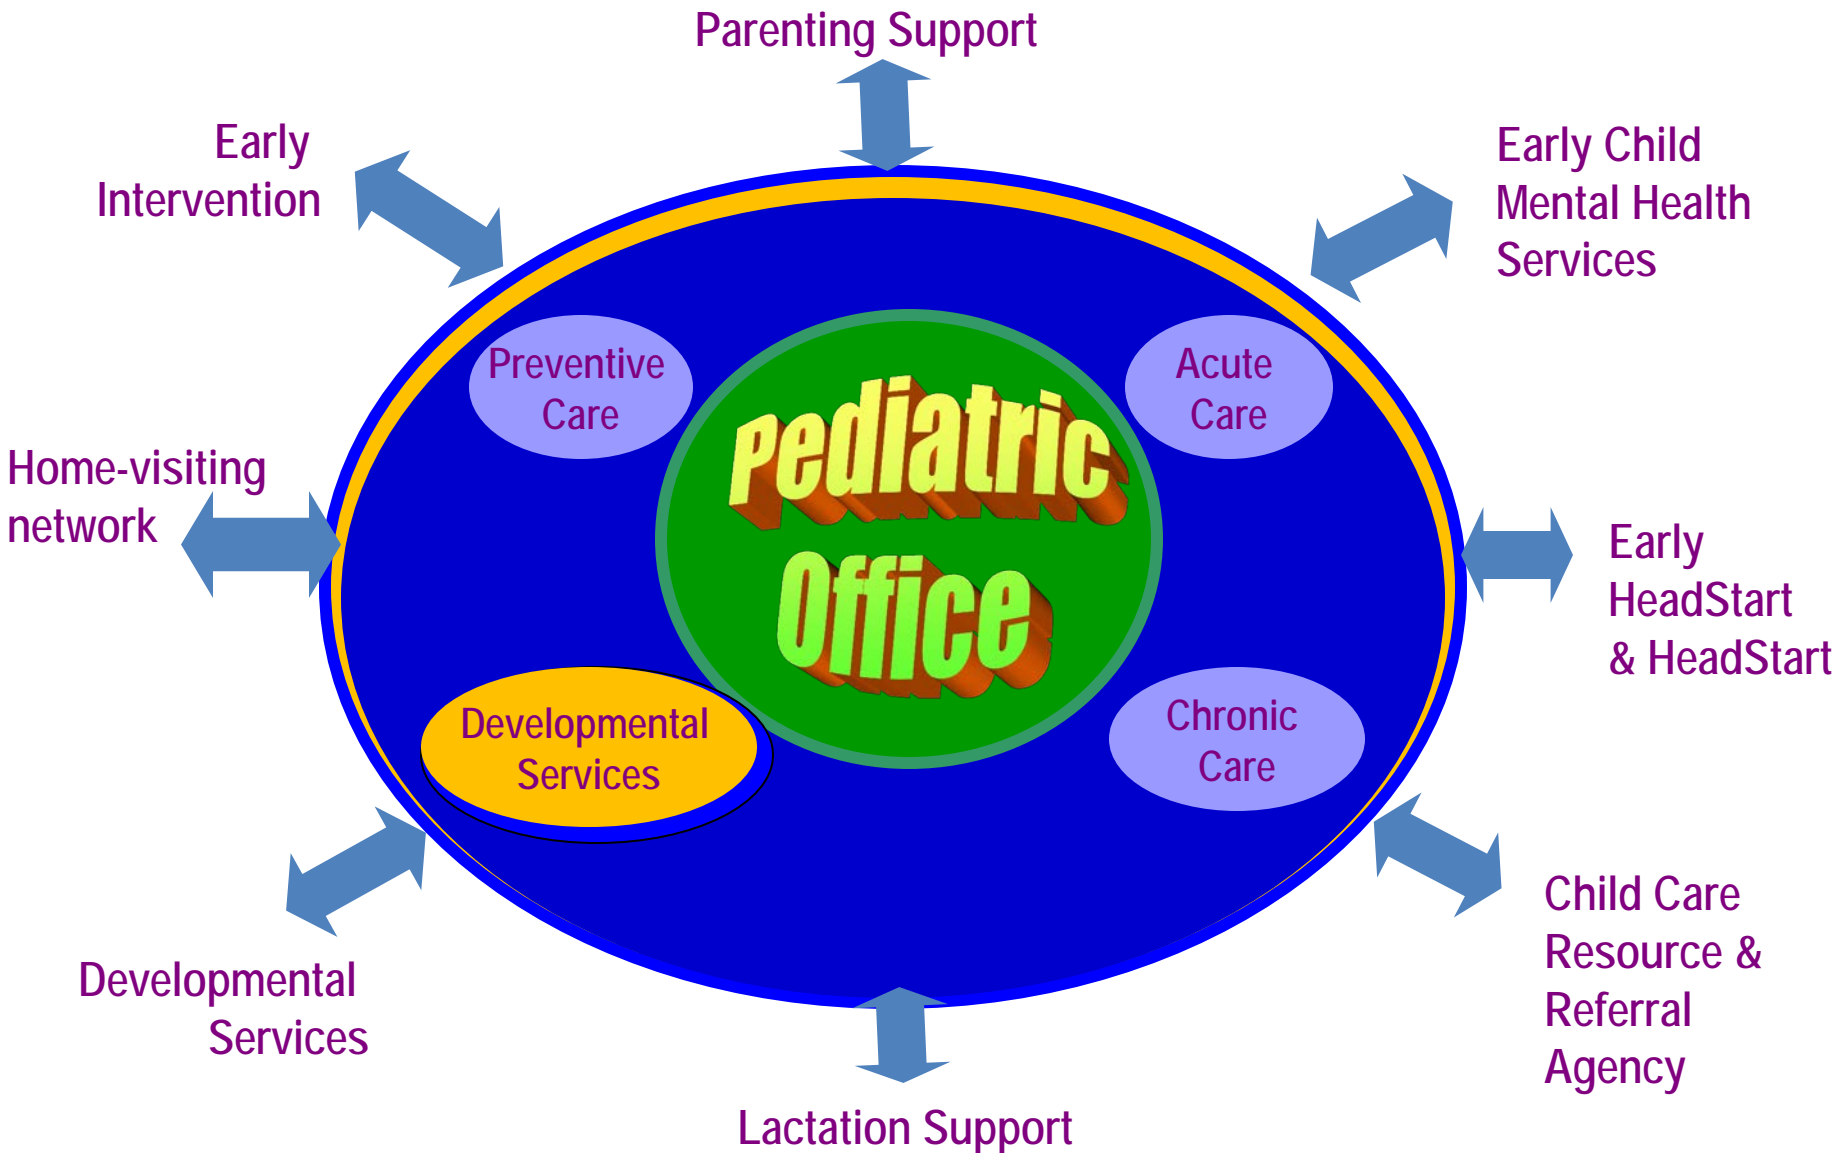 Parenting Support
Early
Intervention
Early Child
Mental Health
Services
Preventive
Care
Acute
Care
Pediatric
Office
Home-visiting
network
Early
HeadStart
& HeadStart
Developmental
Services
Chronic
Care
Developmental
Services
Child Care
Resource &
Referral
Agency
Lactation Support